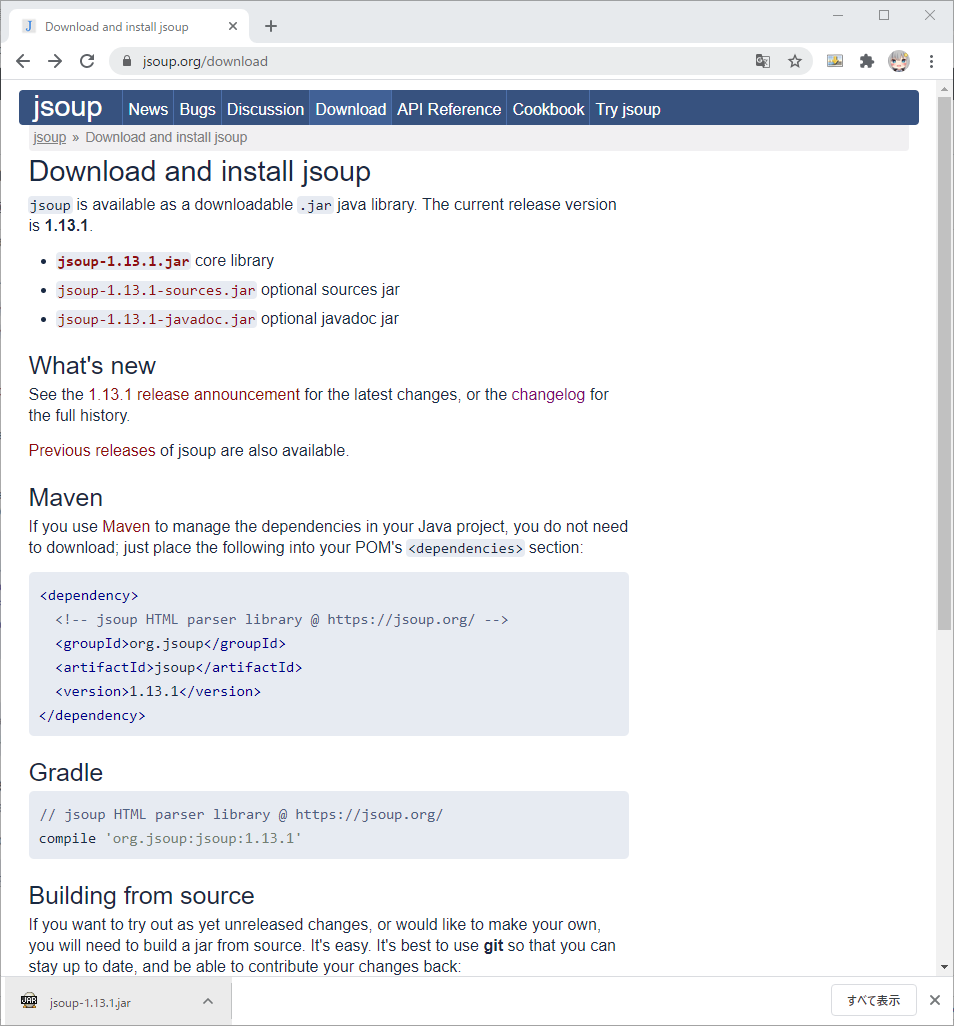 Download and install jsoup
jsoup.org/download
jsoup News Bugs Discussion Download API Reference Cookbook Try jsoup
jsoup » Download and install jsoup
Download and install jsoup
jsoup is available as a downloadable .jar java library. The current release version
is 1.13.1.
• jsoup-1.13.1.jar core library
• jsoup-1.13.1-sources.jar optional sources jar
• jsoup-1.13.1-javadoc.jar optional javadoc jar
What's new
See the 1.13.1 release announcement for the latest changes, or the changelog for
the full history.
Previous releases of jsoup are also available.
Maven
If you use Maven to manage the dependencies in your Java project, you do not need
to download; just place the following into your POM's <dependencies> section:
<dependency>
  <!-- jsoup HTML parser library @ https://jsoup.org/ -->
  <groupId>org.jsoup</groupId>
  <artifactId>jsoup</artifactId>
  <version>1.13.1</version>
</dependency>
Gradle
// jsoup HTML parser library @ https://jsoup.org/
compile 'org.jsoup:jsoup:1.13.1'
Building from source
If you want to try out as yet unreleased changes, or would like to make your own,
you will need to build a jar from source. It's easy. It's best to use git so that you can
stay up to date, and be able to contribute your changes back:
JAR jsoup-1.13.1.jar すべて表示